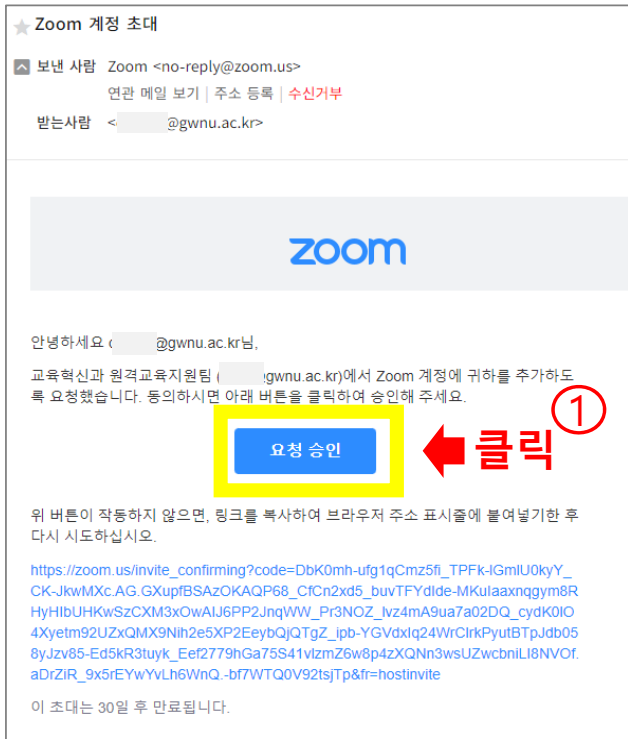 Zoom 계정 초대
보낸 사람 Zoom <no-reply@zoom.us>
연관 메일 보기 | 주소 등록 | 수신거부
받는사람 < @gwnu.ac.kr>
zoom
안녕하세요 @gwnu.ac.kr님,
교육혁신과 원격교육지원팀 ( gwnu.ac.kr)에서 Zoom 계정에 귀하를 추가하도
록 요청했습니다. 동의하시면 아래 버튼을 클릭하여 승인해 주세요.
①
요청 승인
클릭
위 버튼이 작동하지 않으면, 링크를 복사하여 브라우저 주소 표시줄에 붙여넣기한 후
다시 시도하십시오.
https://zoom.us/invite_confirming?code=DbK0mh-ufg1qCmz5fi_TPFk-lGmlU0kyY_
CK-JkwMXc.AG.GXupfBSAzOKAQP68_CfCn2xd5_buvTFYdIde-MKulaaxnqgym8R
HyHIbUHKwSzCXM3xOwAIJ6PP2JnqWW_Pr3NOZ_lvz4mA9ua7a02DQ_cydK0IO
4Xyetm92UZxQMX9Nih2e5XP2EeybQjQTgZ_ipb-YGVdxlq24WrClrkPyutBTpJdb05
8yJzv85-Ed5kR3tuyk_Eef2779hGa75S41vlzmZ6w8p4zXQNn3wsUZwcbniLI8NVOf.
aDrZiR_9x5rEYwYvLh6WnQ.-bf7WTQ0V92tsjTp&fr=hostinvite
이 초대는 30일 후 만료됩니다.